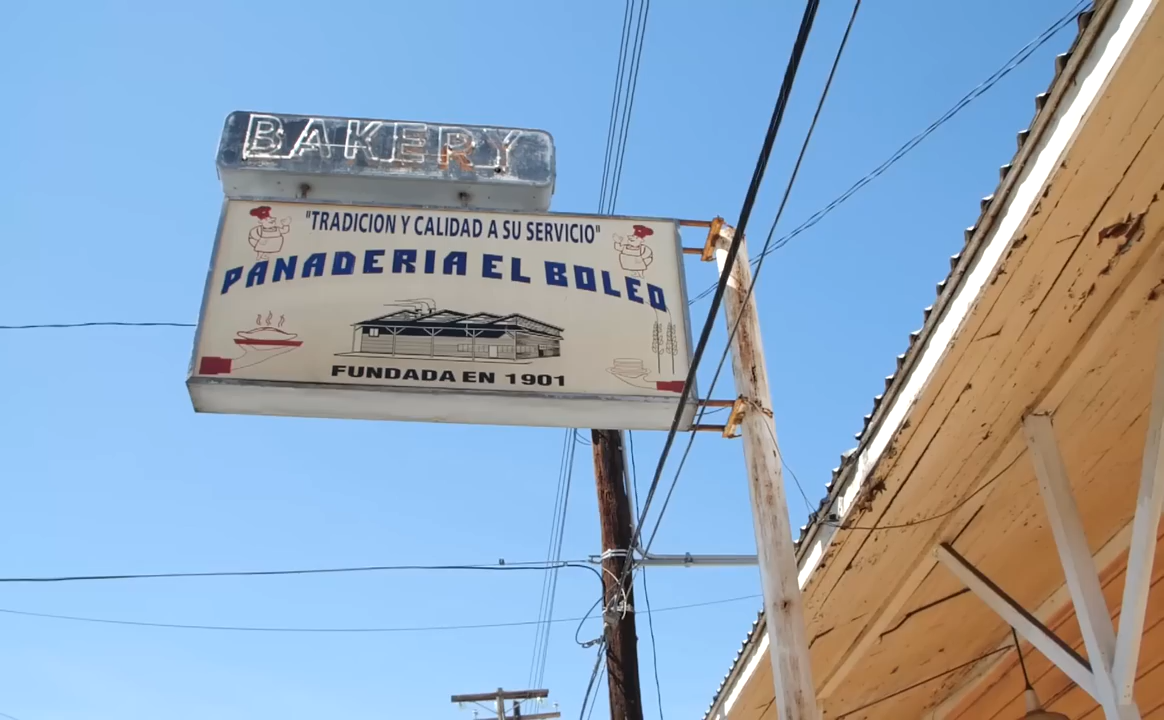 BAKERY
"TRADICION Y CALIDAD A SU SERVICIO"
PANADERIA EL BOLEO
FUNDADA EN 1901